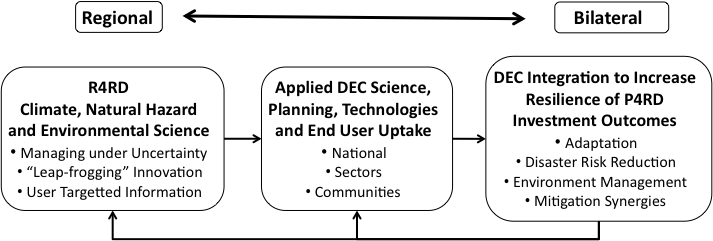 Regional
Bilateral
R4RD
Climate, Natural Hazard
and Environmental Science
• Managing under Uncertainty
• “Leap-frogging” Innovation
• User Targetted Information
Applied DEC Science,
Planning, Technologies
and End User Uptake
• National
• Sectors
• Communities
DEC Integration to Increase
Resilience of P4RD
Investment Outcomes
• Adaptation
• Disaster Risk Reduction
• Environment Management
• Mitigation Synergies